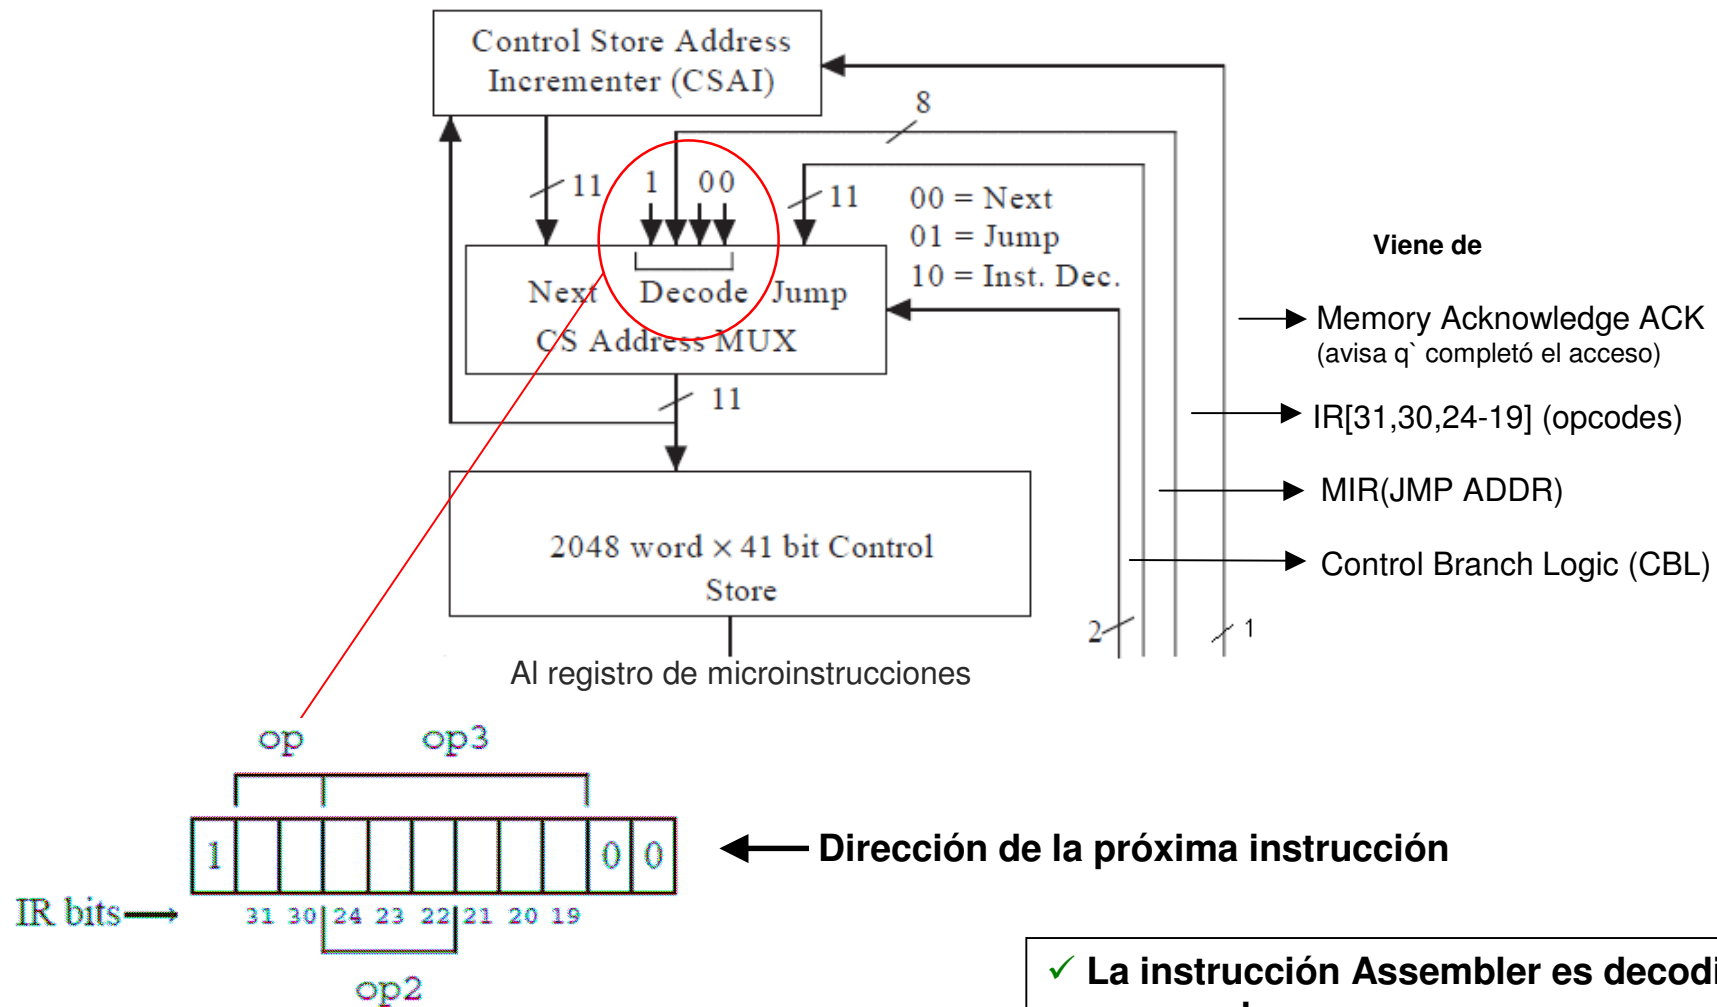 Control Store Address
Incrementer (CSAI)
8
11
1
00
11
00 = Next
01 = Jump
10 = Inst. Dec.
Next Decode Jump
CS Address MUX
11
2048 word × 41 bit Control
Store
2
1
Al registro de microinstrucciones
Viene de
Memory Acknowledge ACK
(avisa q` completó el acceso)
IR[31,30,24-19] (opcodes)
MIR(JMP ADDR)
Control Branch Logic (CBL)
op
op3
1 0 0
Dirección de la próxima instrucción
IR bits
31 30 24 23 22 21 20 19
op2
✓ La instrucción Assembler es decodi